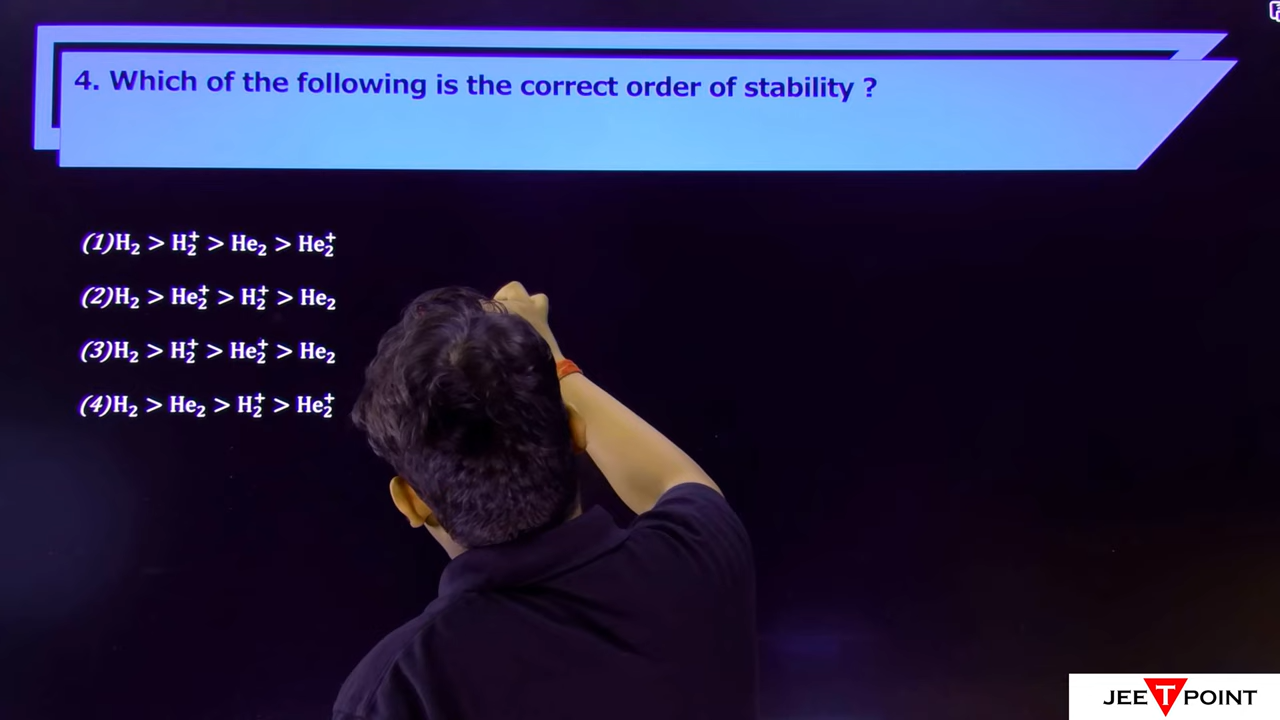 4. Which of the following is the correct order of stability ?
(1)H₂ > H₂⁺ > He₂ > He₂⁺
(2)H₂ > He₂⁺ > H₂⁺ > He₂
(3)H₂ > H₂⁺ > He₂⁺ > He₂
(4)H₂ > He₂ > H₂⁺ > He₂⁺
JEE T POINT